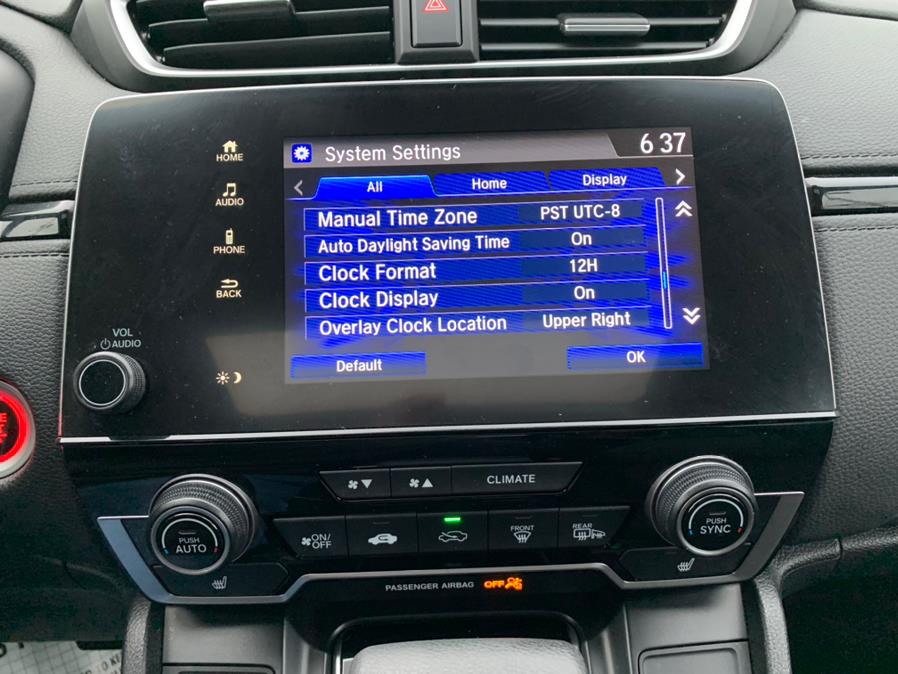 System Settings
6 37
HOME
All
Home
Display
AUDIO
Manual Time Zone
PST UTC-8
Auto Daylight Saving Time
On
PHONE
Clock Format
12H
Clock Display
On
BACK
Overlay Clock Location
Upper Right
VOL
AUDIO
Default
OK
CLIMATE
PUSH
AUTO
ON/
OFF
FRONT
REAR
PUSH
SYNC
PASSENGER AIRBAG
OFF